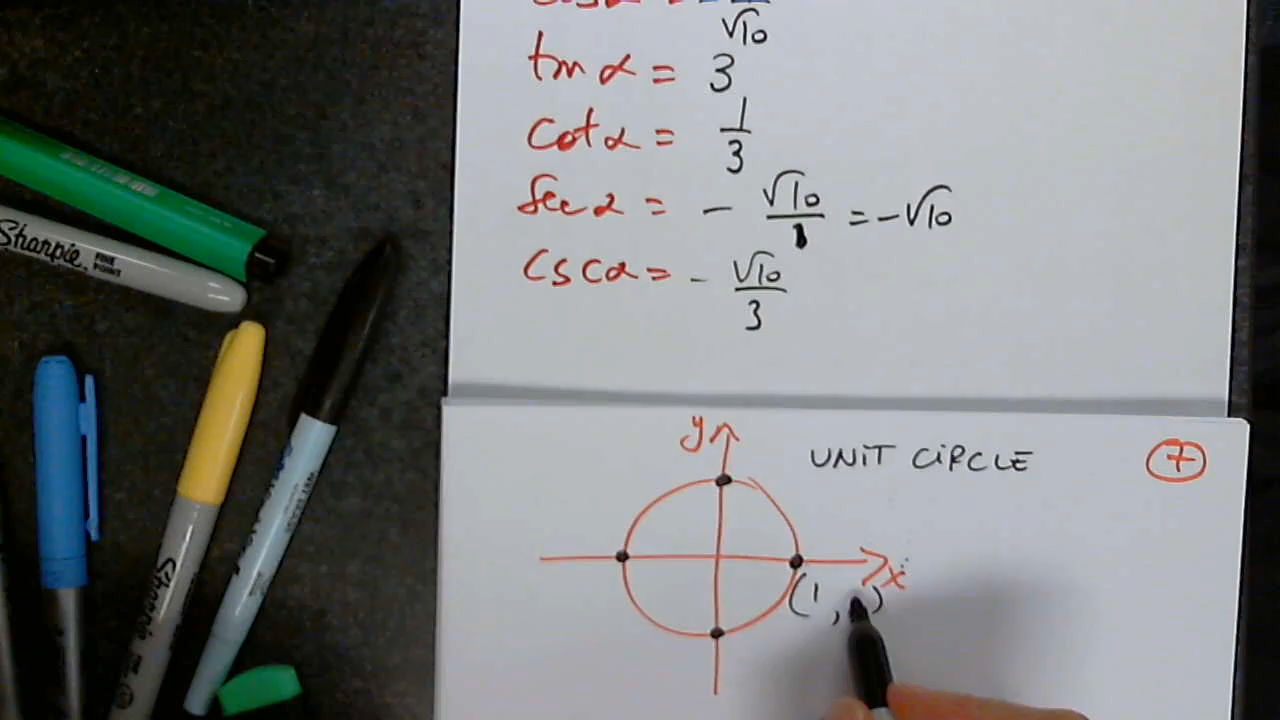 √10
tan α = 3
cot α = 1/3
sec α = - √10/1 = -√10
csc α = - √10/3
Sharpie FINE POINT
Sharpie
y
UNIT CiRCLE
7
x
(1, )